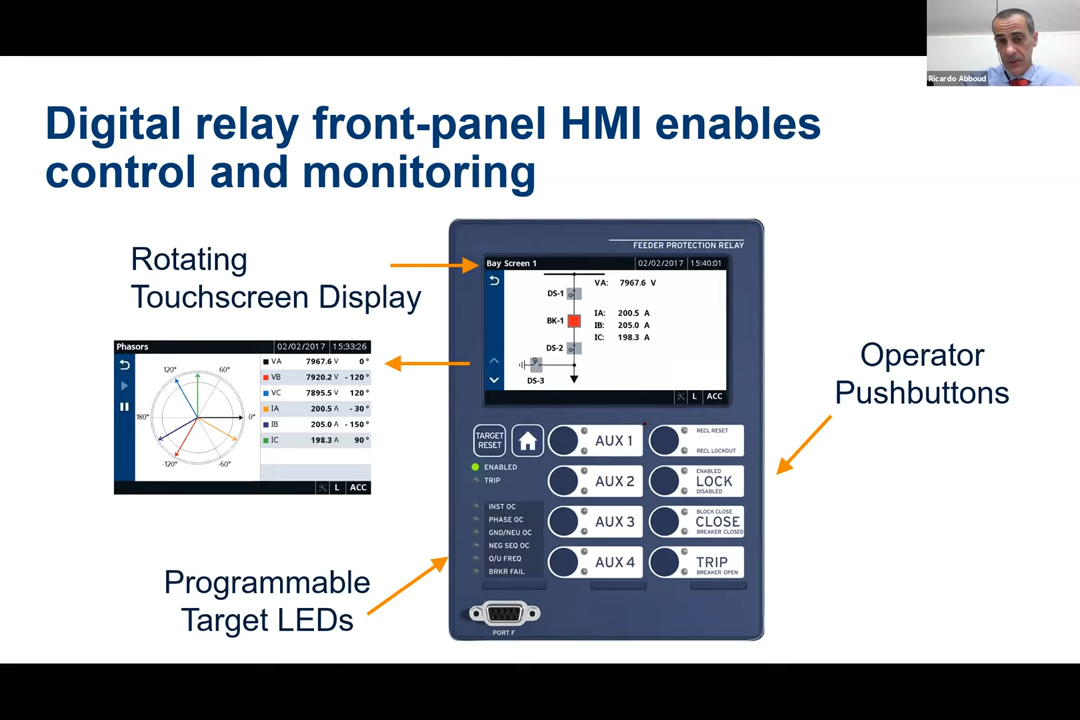 Ricardo Abboud
Digital relay front-panel HMI enables
control and monitoring
Rotating
Touchscreen Display
FEEDER PROTECTION RELAY
Bay Screen 1 02/02/2017 15:40:01
VA: 7967.6 V
DS-1
IA: 200.5 A
BK-1
IB: 205.0 A
IC: 198.3 A
DS-2
DS-3
L ACC
Phasors 02/02/2017 15:33:26
120° 60°
180° 0°
-120° -60°
VA 7967.6 V 0°
VB 7920.2 V -120°
VC 7895.5 V 120°
IA 200.5 A -30°
IB 205.0 A -150°
IC 198.3 A 90°
L ACC
Operator
Pushbuttons
TARGET
RESET
ENABLED
TRIP
INST OC
PHASE OC
GND/NEU OC
NEG SEQ OC
O/U FREQ
BRKR FAIL
AUX 1
AUX 2
AUX 3
AUX 4
RECL RESET
RECL LOCKOUT
ENABLED
LOCK
DISABLED
BLOCK CLOSE
CLOSE
BREAKER CLOSED
TRIP
BREAKER OPEN
Programmable
Target LEDs
PORT F